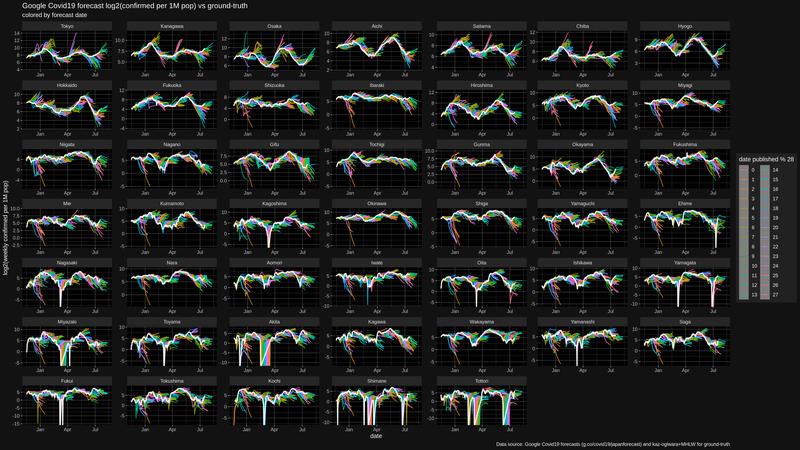 Google Covid19 forecast log2(confirmed per 1M pop) vs ground-truth
colored by forecast date
Tokyo Kanagawa Osaka Aichi Saitama Chiba Hyogo
Hokkaido Fukuoka Shizuoka Ibaraki Hiroshima Kyoto Miyagi
Niigata Nagano Gifu Tochigi Gunma Okayama Fukushima
Mie Kumamoto Kagoshima Okinawa Shiga Yamaguchi Ehime
Nagasaki Nara Aomori Iwate Oita Ishikawa Yamagata
Miyazaki Toyama Akita Kagawa Wakayama Yamanashi Saga
Fukui Tokushima Kochi Shimane Tottori
Jan Apr Jul
log2(weekly confirmed per 1M pop)
date
date published % 28
0 14
1 15
2 16
3 17
4 18
5 19
6 20
7 21
8 22
9 23
10 24
11 25
12 26
13 27
Data source: Google Covid19 forecasts (g.co/covid19/japanforecast) and kaz-ogiwara+MHLW for ground-truth